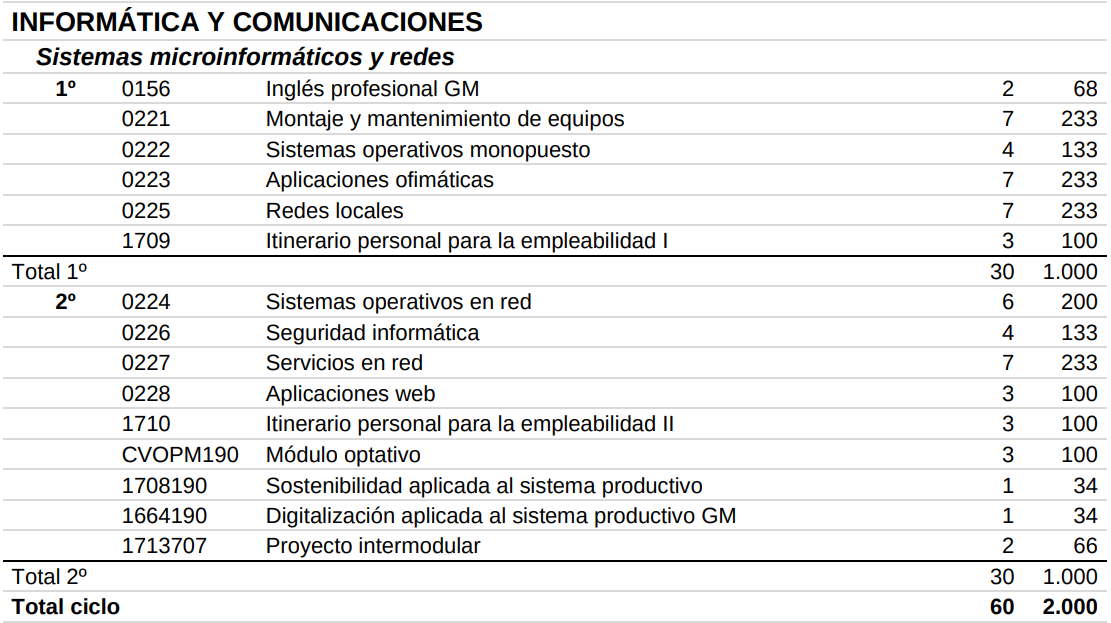 INFORMÁTICA Y COMUNICACIONES
Sistemas microinformáticos y redes
1º 0156 Inglés profesional GM 2 68
0221 Montaje y mantenimiento de equipos 7 233
0222 Sistemas operativos monopuesto 4 133
0223 Aplicaciones ofimáticas 7 233
0225 Redes locales 7 233
1709 Itinerario personal para la empleabilidad I 3 100
Total 1º 30 1.000
2º 0224 Sistemas operativos en red 6 200
0226 Seguridad informática 4 133
0227 Servicios en red 7 233
0228 Aplicaciones web 3 100
1710 Itinerario personal para la empleabilidad II 3 100
CVOPM190 Módulo optativo 3 100
1708190 Sostenibilidad aplicada al sistema productivo 1 34
1664190 Digitalización aplicada al sistema productivo GM 1 34
1713707 Proyecto intermodular 2 66
Total 2º 30 1.000
Total ciclo 60 2.000